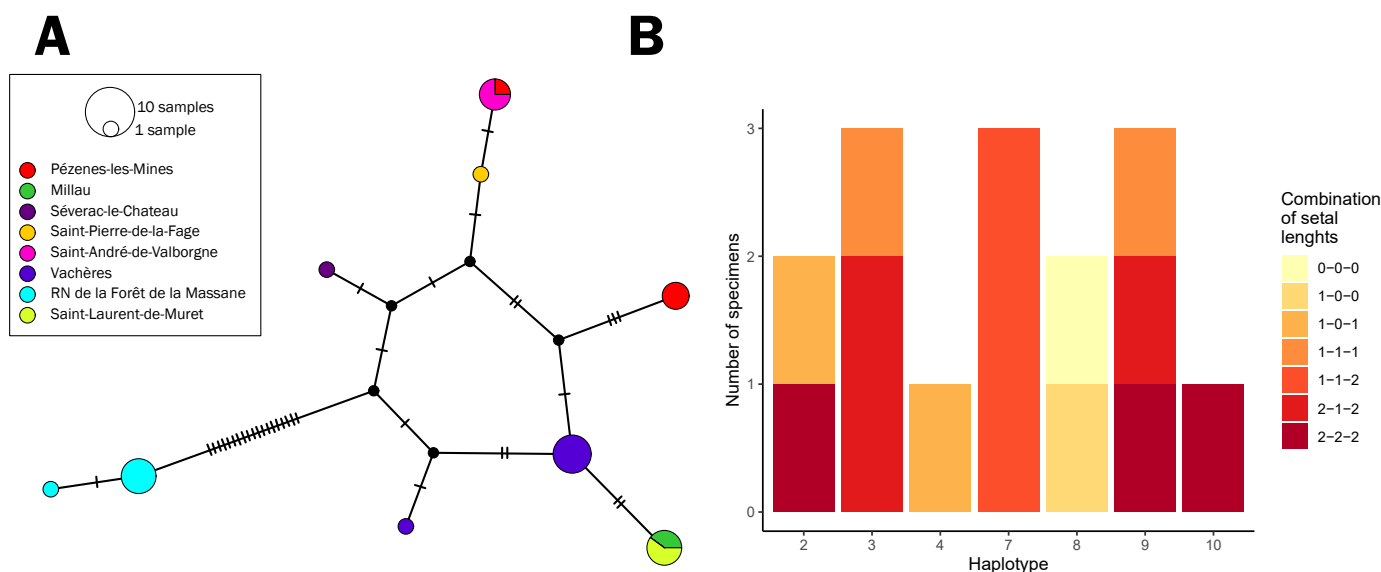 A
10 samples
1 sample
Pézenes-les-Mines
Millau
Séverac-le-Chateau
Saint-Pierre-de-la-Fage
Saint-André-de-Valborgne
Vachères
RN de la Forêt de la Massane
Saint-Laurent-de-Muret
B
Number of specimens
3
2
1
0
2
3
4
7
8
9
10
Haplotype
Combination
of setal
lenghts
0−0−0
1−0−0
1−0−1
1−1−1
1−1−2
2−1−2
2−2−2